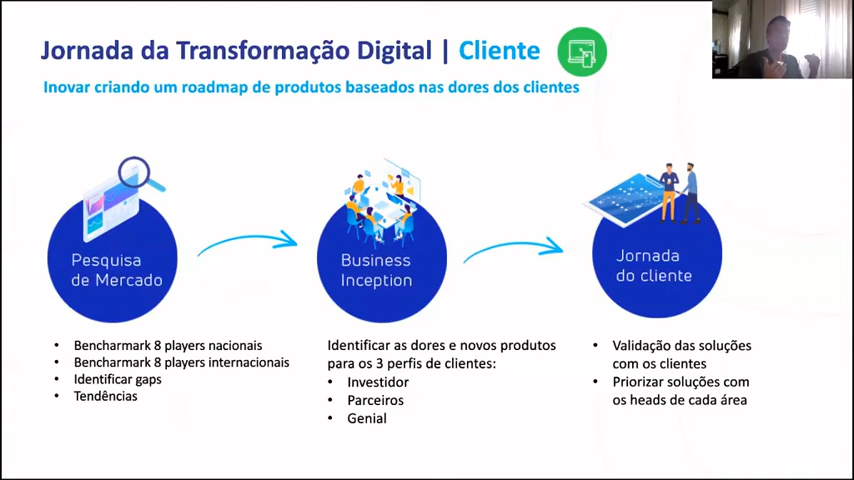 Jornada da Transformação Digital | Cliente
Inovar criando um roadmap de produtos baseados nas dores dos clientes
Pesquisa
de Mercado
• Bencharmark 8 players nacionais
• Bencharmark 8 players internacionais
• Identificar gaps
• Tendências
Business
Inception
Identificar as dores e novos produtos
para os 3 perfis de clientes:
• Investidor
• Parceiros
• Genial
Jornada
do cliente
• Validação das soluções
com os clientes
• Priorizar soluções com
os heads de cada área